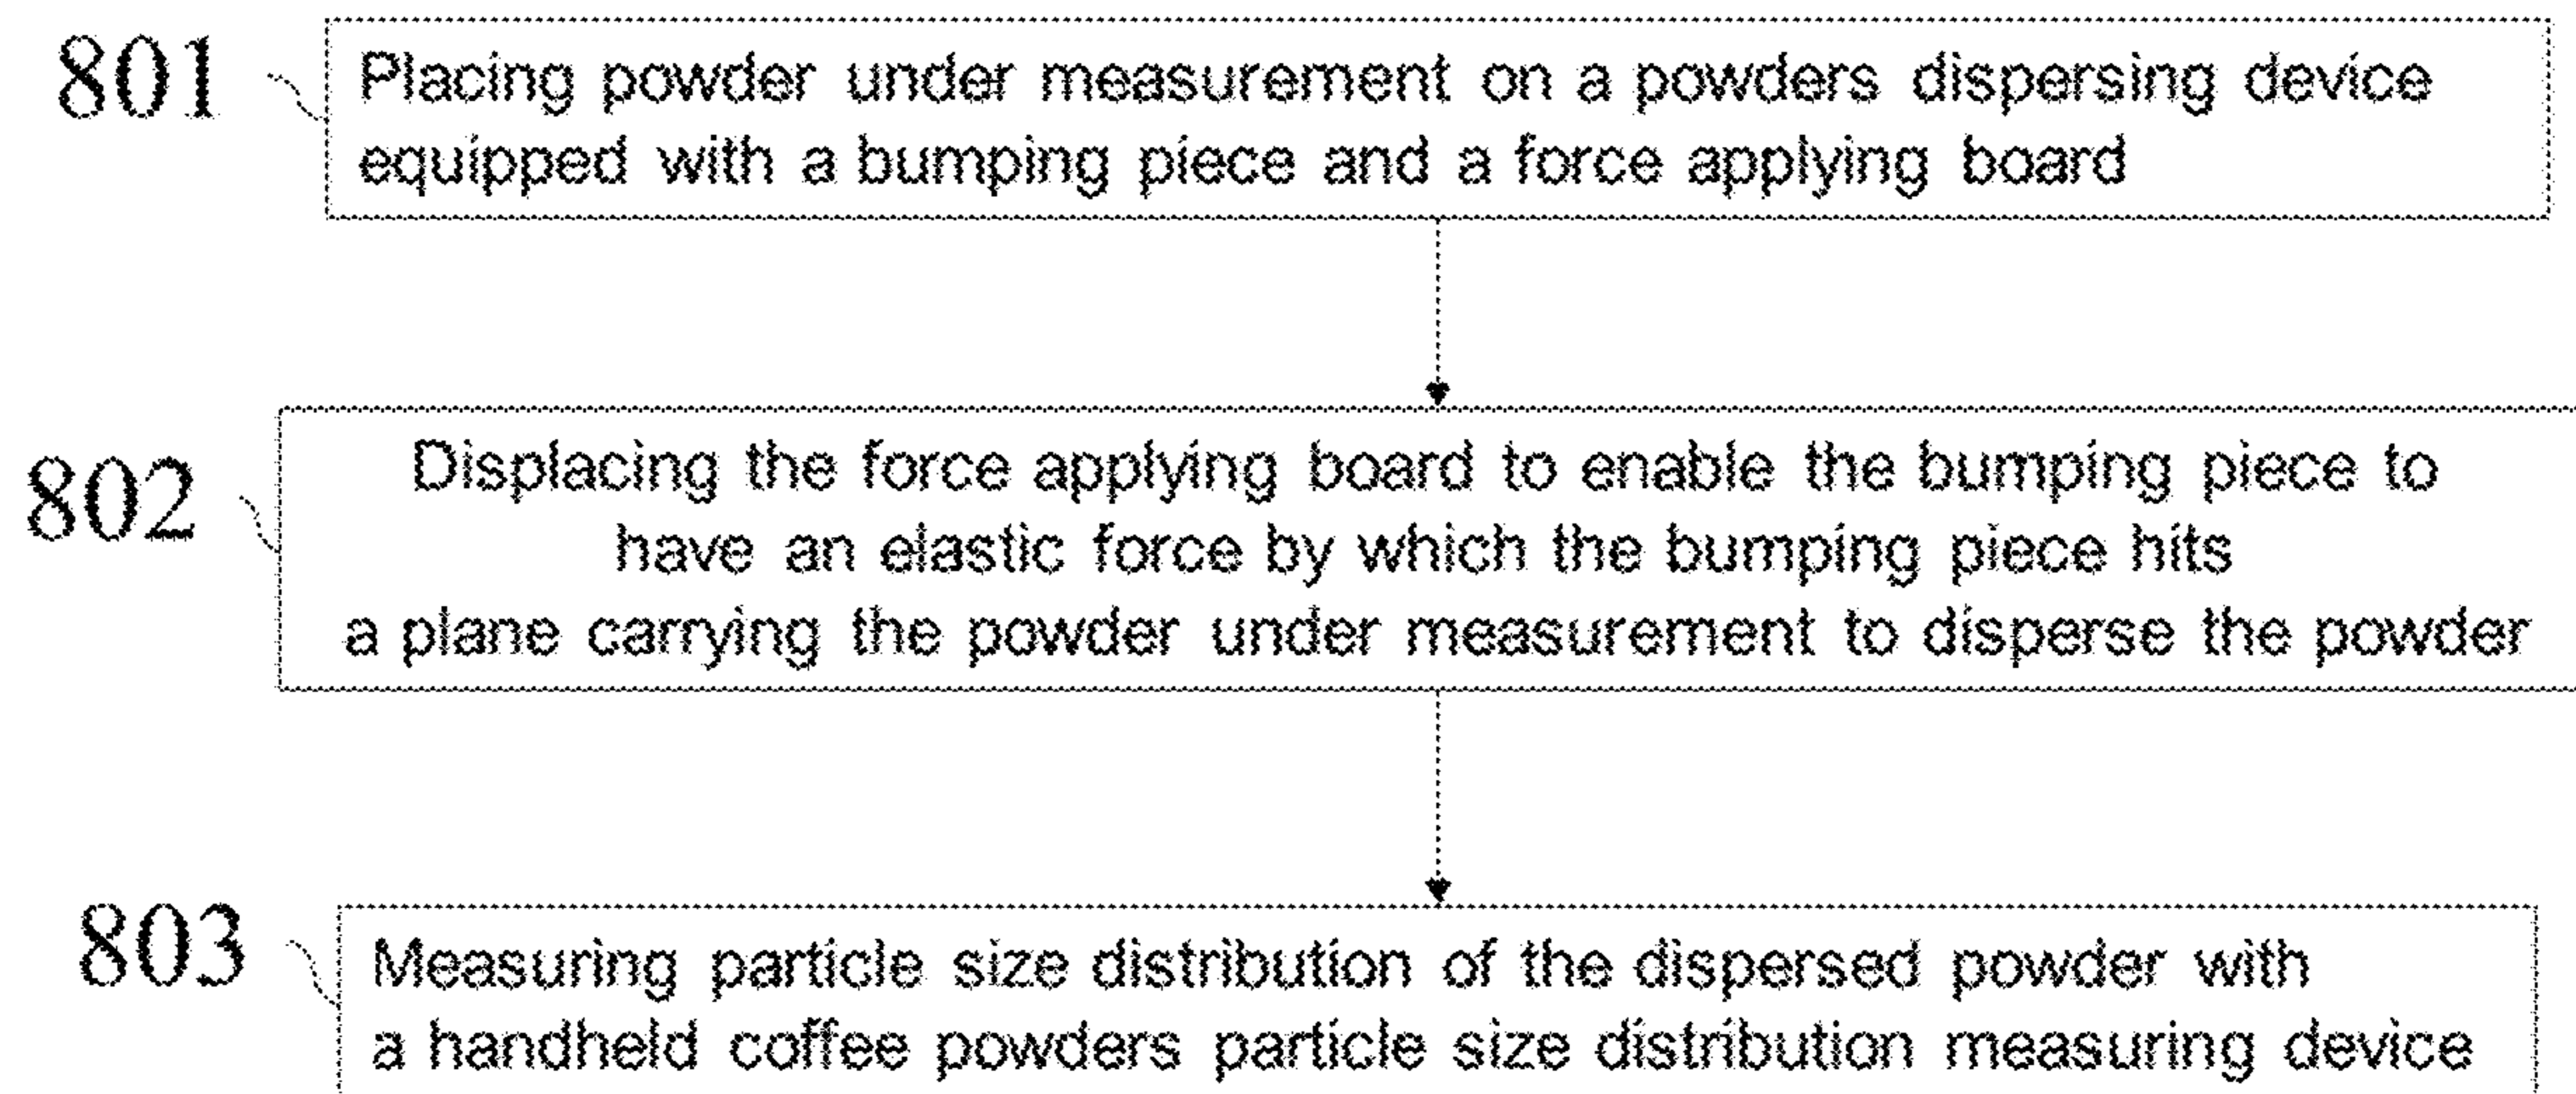 801
Placing powder under measurement on a powders dispersing device
equipped with a bumping piece and a force applying board
802
Displacing the force applying board to enable the bumping piece to
have an elastic force by which the bumping piece hits
a plane carrying the powder under measurement to disperse the powder
803
Measuring particle size distribution of the dispersed powder with
a handheld coffee powders particle size distribution measuring device